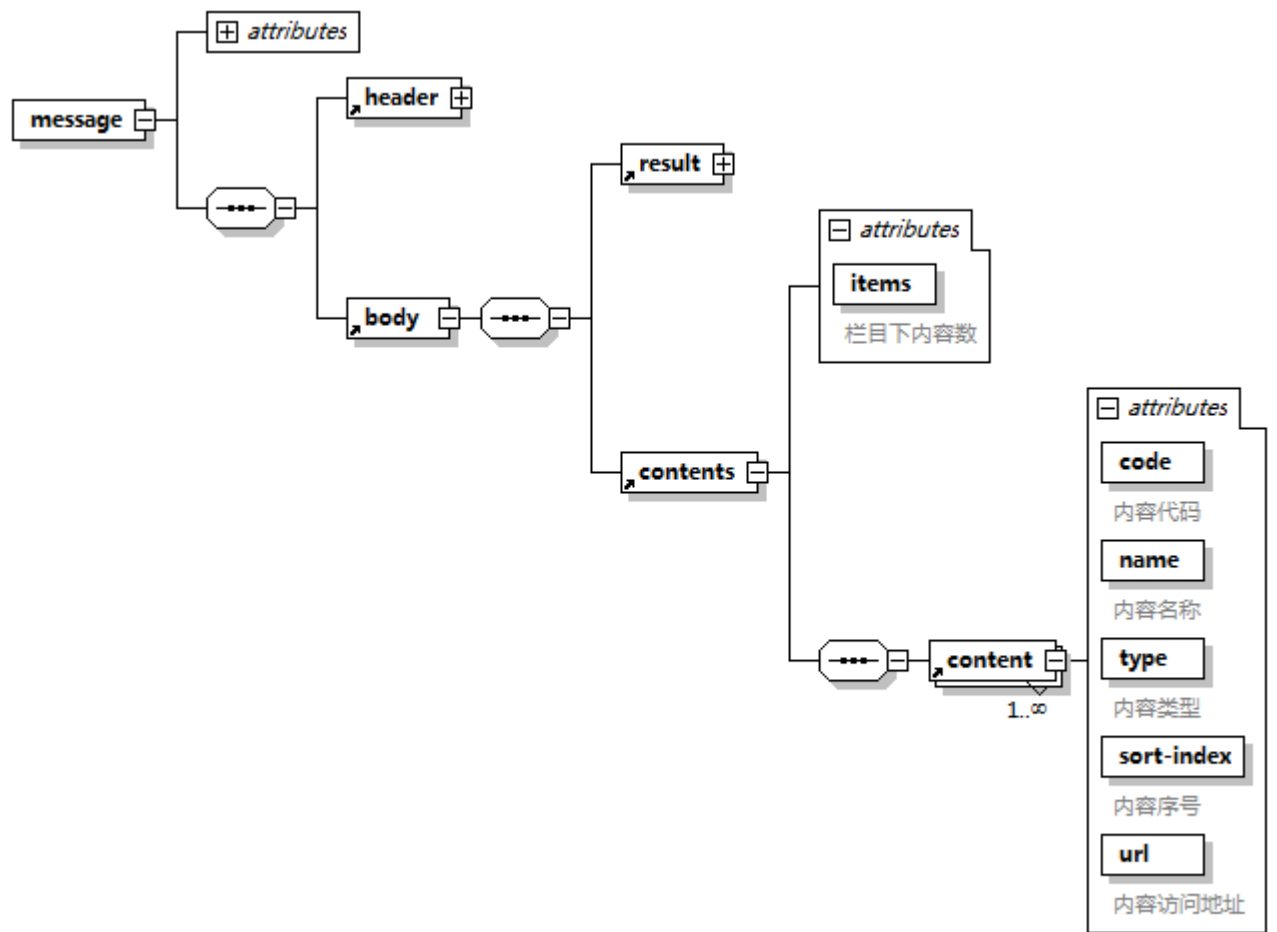 attributes
message
header
result
attributes
items
栏目下内容数
body
attributes
contents
code
内容代码
name
内容名称
content
type
1..∞
内容类型
sort-index
内容序号
url
内容访问地址